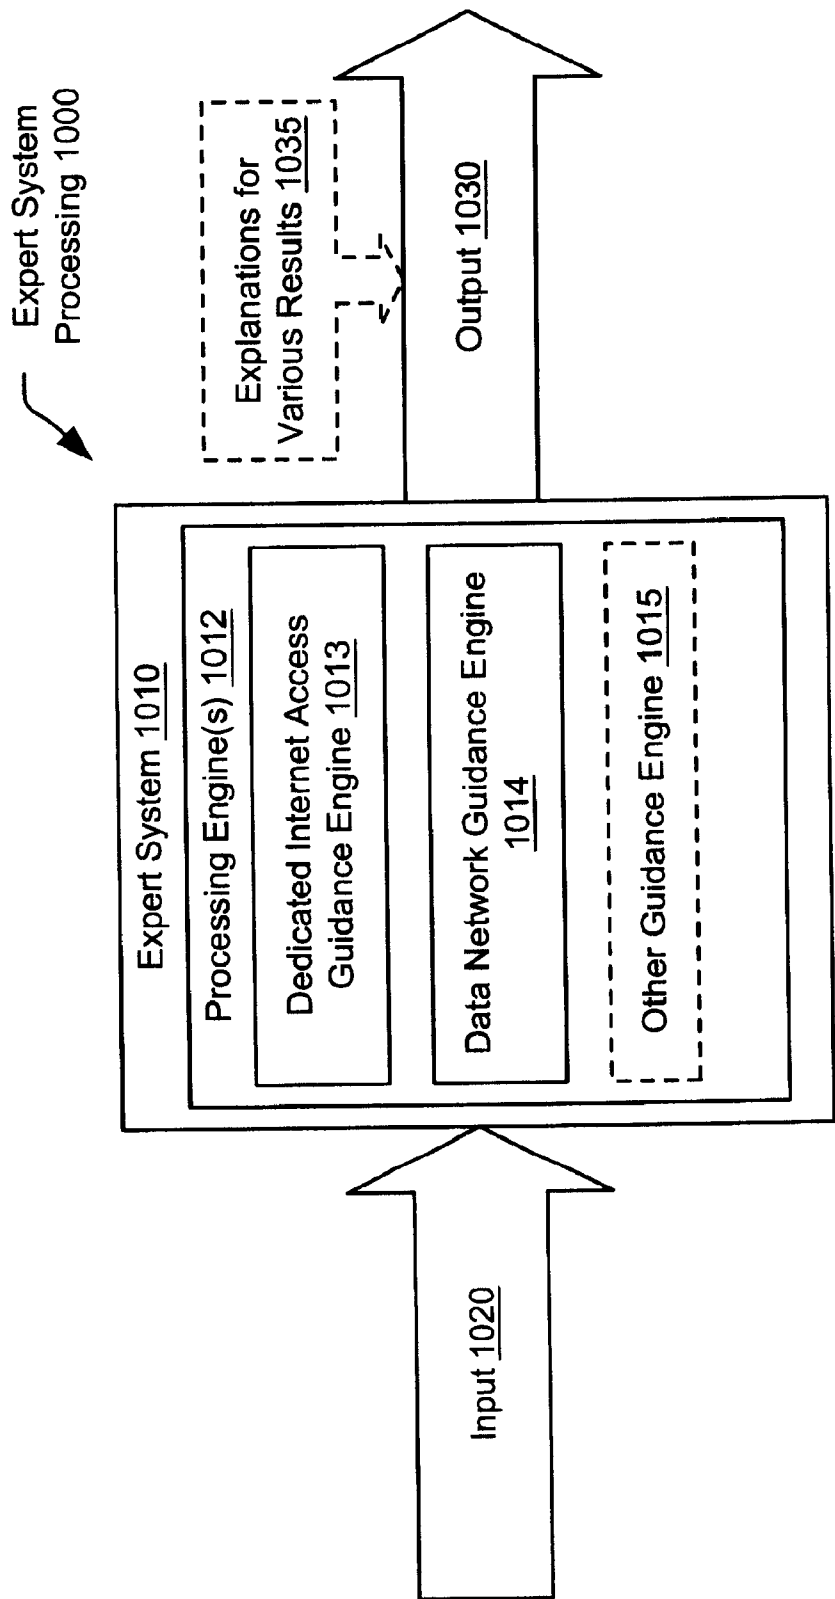 Expert System
Processing 1000
Expert System 1010
Processing Engine(s) 1012
Dedicated Internet Access
Guidance Engine 1013
Data Network Guidance Engine
1014
Other Guidance Engine 1015
Input 1020
Explanations for
Various Results 1035
Output 1030